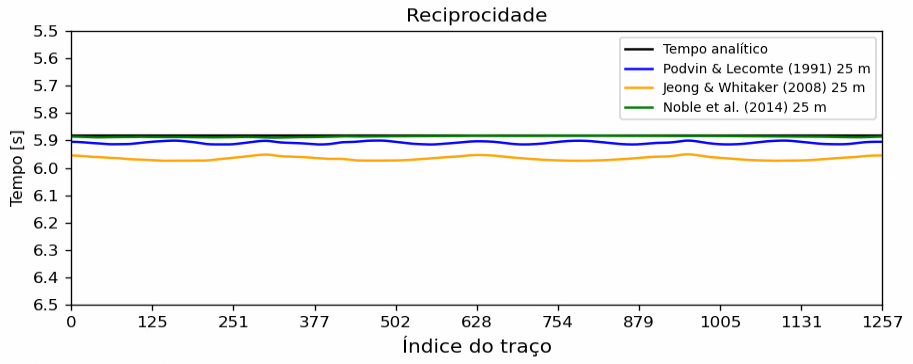 Reciprocidade
5.5
5.6
5.7
5.8
5.9
6.0
6.1
6.2
6.3
6.4
6.5
Tempo [s]
Tempo analítico
Podvin & Lecomte (1991) 25 m
Jeong & Whitaker (2008) 25 m
Noble et al. (2014) 25 m
0 125 251 377 502 628 754 879 1005 1131 1257
Índice do traço